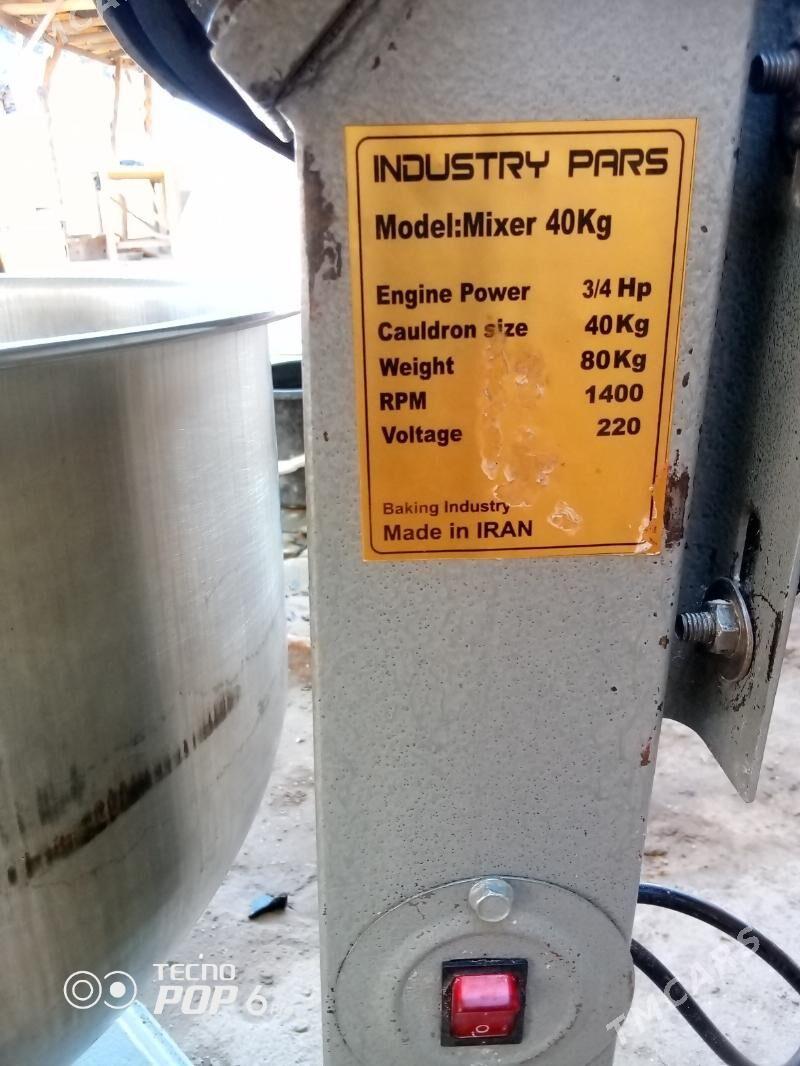 INDUSTRY PARS
Model:Mixer 40Kg
Engine Power 3/4 Hp
Cauldron size 40Kg
Weight 80Kg
RPM 1400
Voltage 220
Baking Industry
Made in IRAN
TECNO
POP 6
TMCARS